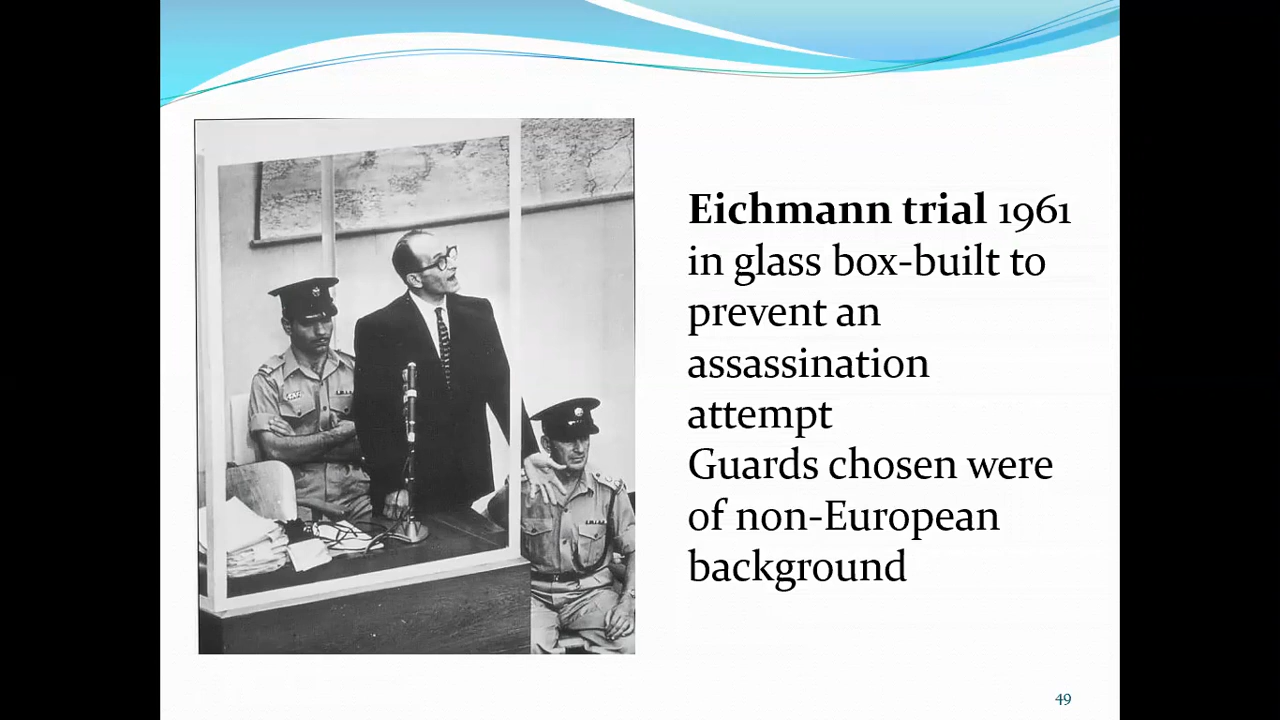 Eichmann trial 1961
in glass box-built to
prevent an
assassination
attempt
Guards chosen were
of non-European
background
49